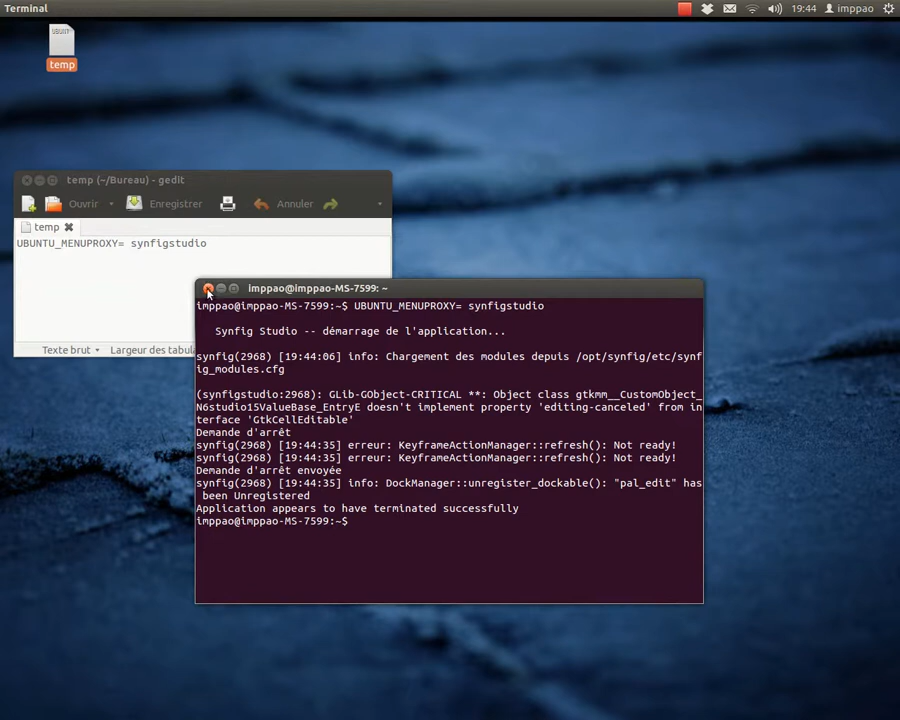 Terminal
19:44
imppao
UBUNTU
temp
temp (~/Bureau) - gedit
Ouvrir
Enregistrer
Annuler
temp
UBUNTU_MENUPROXY= synfigstudio
Texte brut
Largeur des tabula
imppao@imppao-MS-7599: ~
imppao@imppao-MS-7599:~$ UBUNTU_MENUPROXY= synfigstudio
Synfig Studio -- démarrage de l'application...
synfig(2968) [19:44:06] info: Chargement des modules depuis /opt/synfig/etc/synf
ig_modules.cfg
(synfigstudio:2968): GLib-GObject-CRITICAL **: Object class gtkmm__CustomObject_
N6studio15ValueBase_EntryE doesn't implement property 'editing-canceled' from in
terface 'GtkCellEditable'
Demande d'arrêt
synfig(2968) [19:44:35] erreur: KeyframeActionManager::refresh(): Not ready!
synfig(2968) [19:44:35] erreur: KeyframeActionManager::refresh(): Not ready!
Demande d'arrêt envoyée
synfig(2968) [19:44:35] info: DockManager::unregister_dockable(): "pal_edit" has
been Unregistered
Application appears to have terminated successfully
imppao@imppao-MS-7599:~$